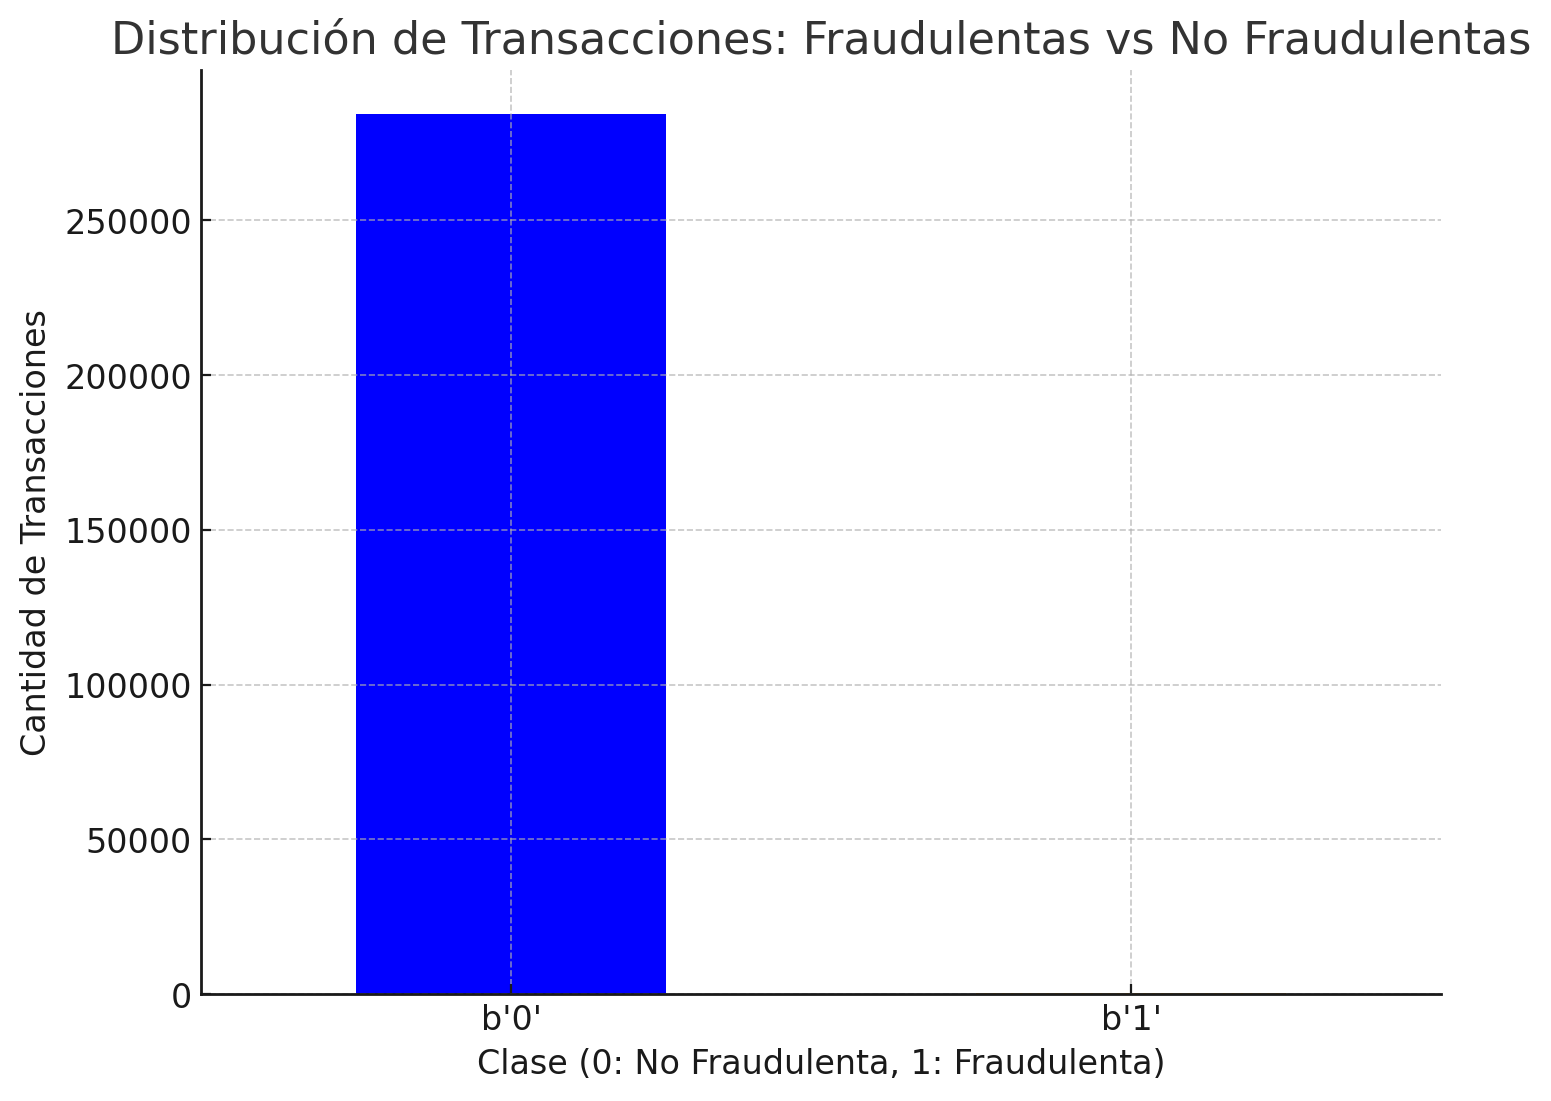 Distribución de Transacciones: Fraudulentas vs No Fraudulentas
Cantidad de Transacciones
250000
200000
150000
100000
50000
0
b'0'
b'1'
Clase (0: No Fraudulenta, 1: Fraudulenta)